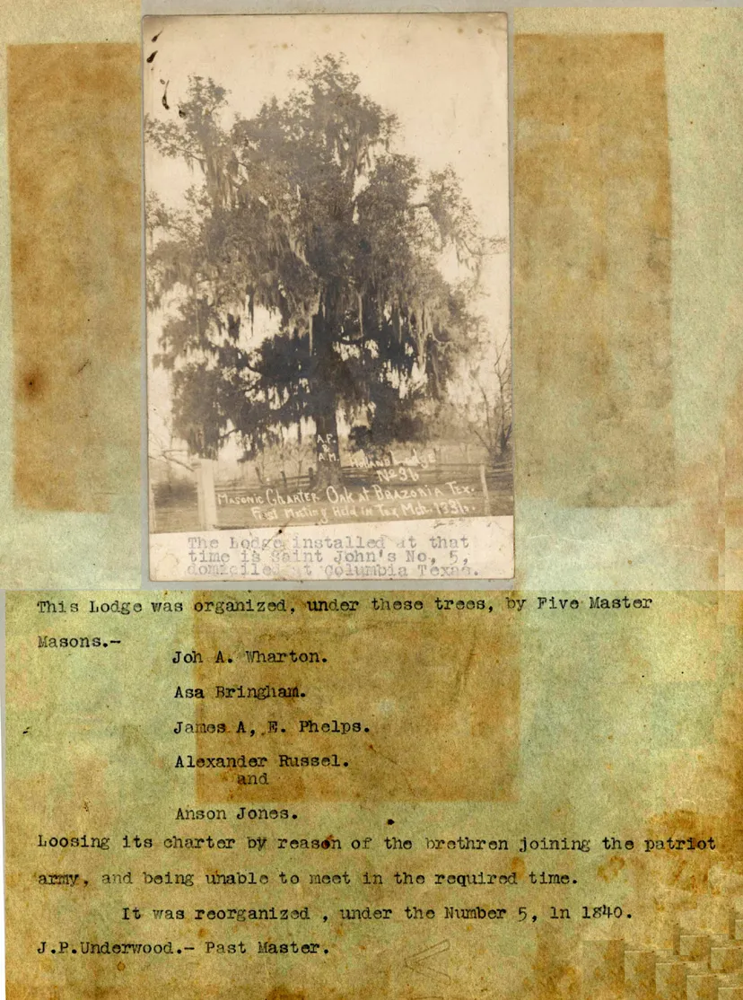 A.F.
&
A.M.
Holland Lodge
No 36
Masonic Charter Oak at Brazoria Tex.
First Meeting Held in Tex Mch. 1836.
The Lodge installed at that
time is Saint John's No, 5,
domiciled at Columbia Texas.
This Lodge was organized, under these trees, by Five Master
Masons.-
Joh A. Wharton.
Asa Bringham.
James A, E. Phelps.
Alexander Russel.
and
Anson Jones.
Loosing its charter by reason of the brethren joining the patriot
army, and being unable to meet in the required time.
It was reorganized , under the Number 5, in 1840.
J.P.Underwood.- Past Master.